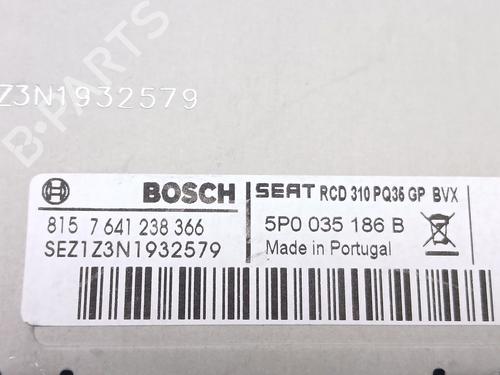 Z3N1932579
B-PARTS
BOSCH SEAT RCD 310 PQ35 GP BVX
815 7 641 238 366 5P0 035 186 B
SEZ1Z3N1932579 Made in Portugal